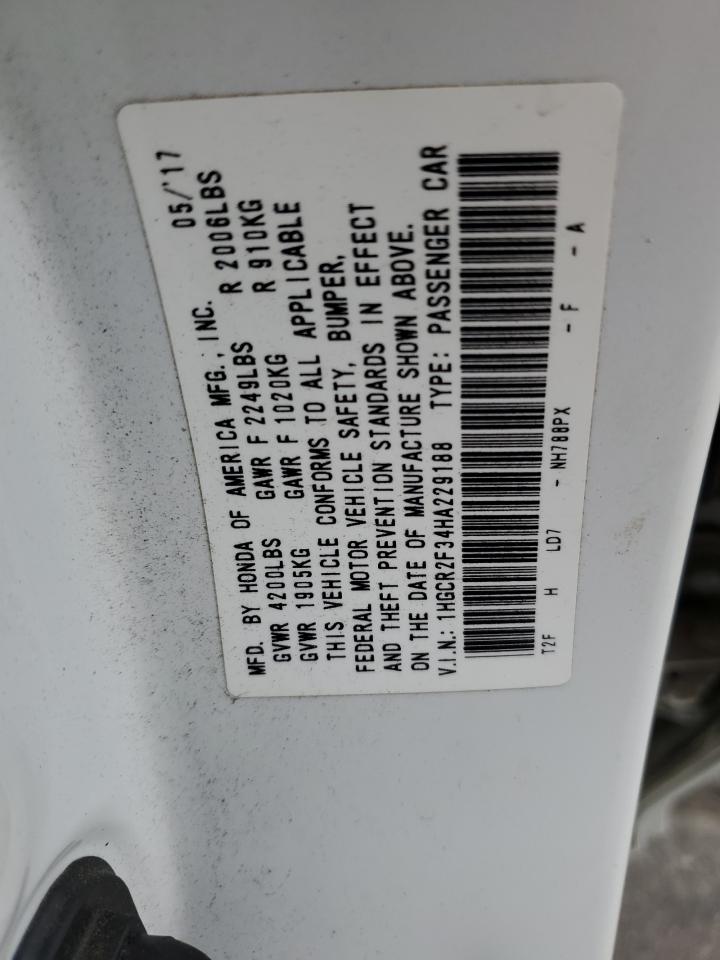 MFD. BY HONDA OF AMERICA MFG., INC. 05/'17
GVWR 4200LBS GAWR F 2249LBS R 2006LBS
GVWR 1905KG GAWR F 1020KG R 910KG
THIS VEHICLE CONFORMS TO ALL APPLICABLE
FEDERAL MOTOR VEHICLE SAFETY, BUMPER,
AND THEFT PREVENTION STANDARDS IN EFFECT
ON THE DATE OF MANUFACTURE SHOWN ABOVE.
V.I.N.: 1HGCR2F34HA229188 TYPE: PASSENGER CAR
T2F H LD7 - NH788PX - F - A